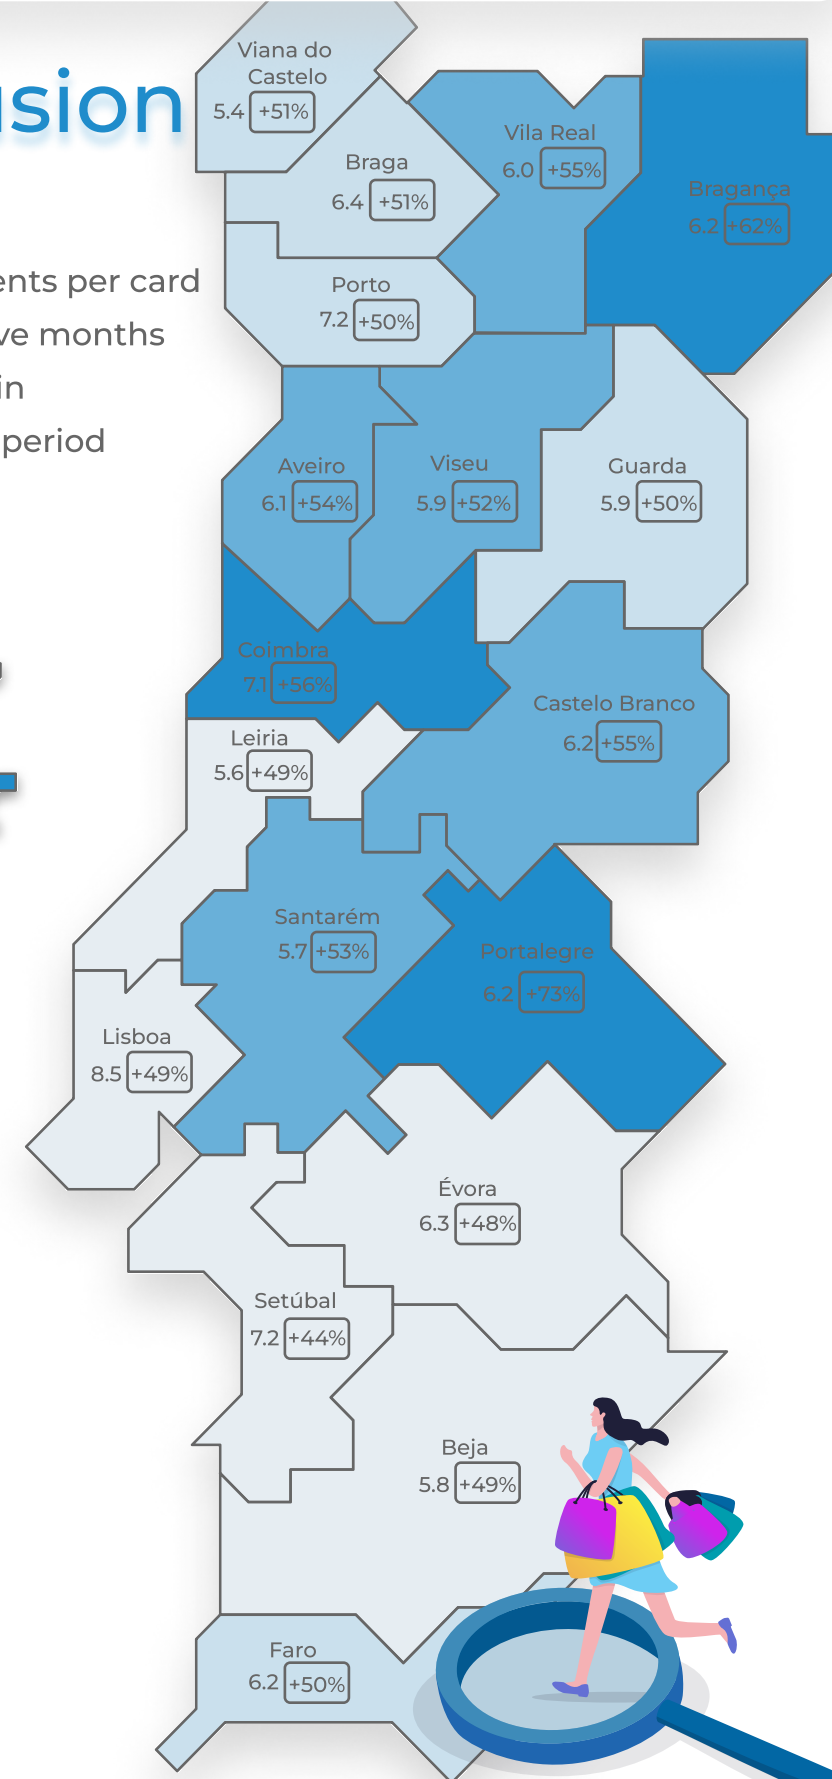 usion
ents per card
ve months
in
period
Viana do
Castelo
5.4 +51%
Braga
6.4 +51%
Vila Real
6.0 +55%
Bragança
6.2 +62%
Porto
7.2 +50%
Aveiro
6.1 +54%
Viseu
5.9 +52%
Guarda
5.9 +50%
Coimbra
7.1 +56%
Castelo Branco
6.2 +55%
Leiria
5.6 +49%
Santarém
5.7 +53%
Portalegre
6.2 +73%
Lisboa
8.5 +49%
Évora
6.3 +48%
Setúbal
7.2 +44%
Beja
5.8 +49%
Faro
6.2 +50%